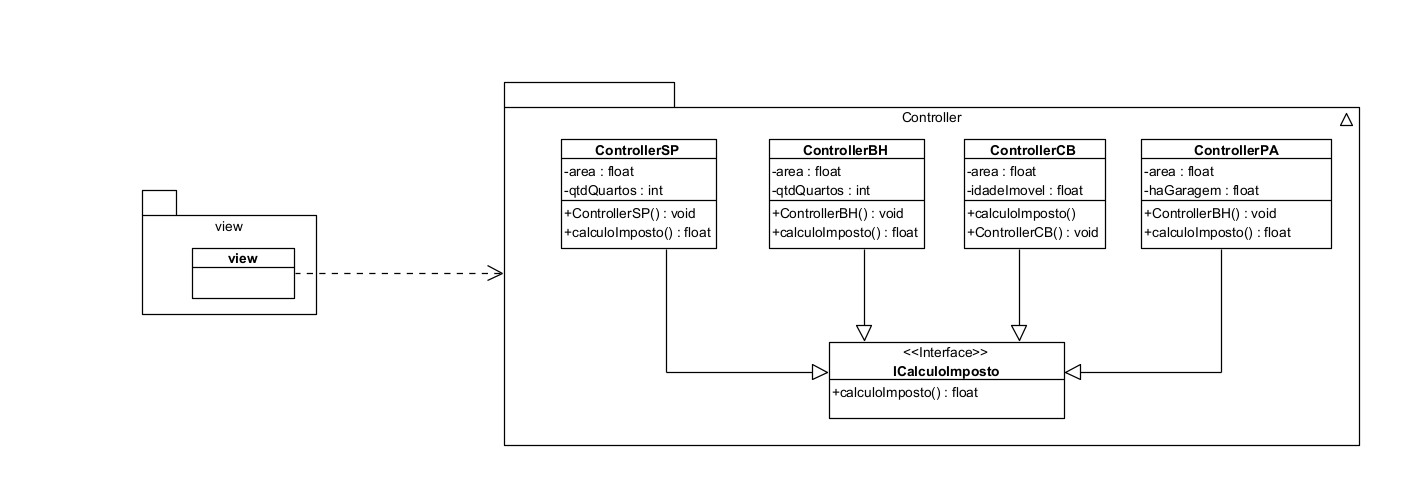 view
view
Controller
ControllerSP
-area : float
-qtdQuartos : int
+ControllerSP() : void
+calculoImposto() : float
ControllerBH
-area : float
-qtdQuartos : int
+ControllerBH() : void
+calculoImposto() : float
ControllerCB
-area : float
-idadeImovel : float
+calculoImposto()
+ControllerCB() : void
ControllerPA
-area : float
-haGaragem : float
+ControllerBH() : void
+calculoImposto() : float
<<Interface>>
ICalculoImposto
+calculoImposto() : float